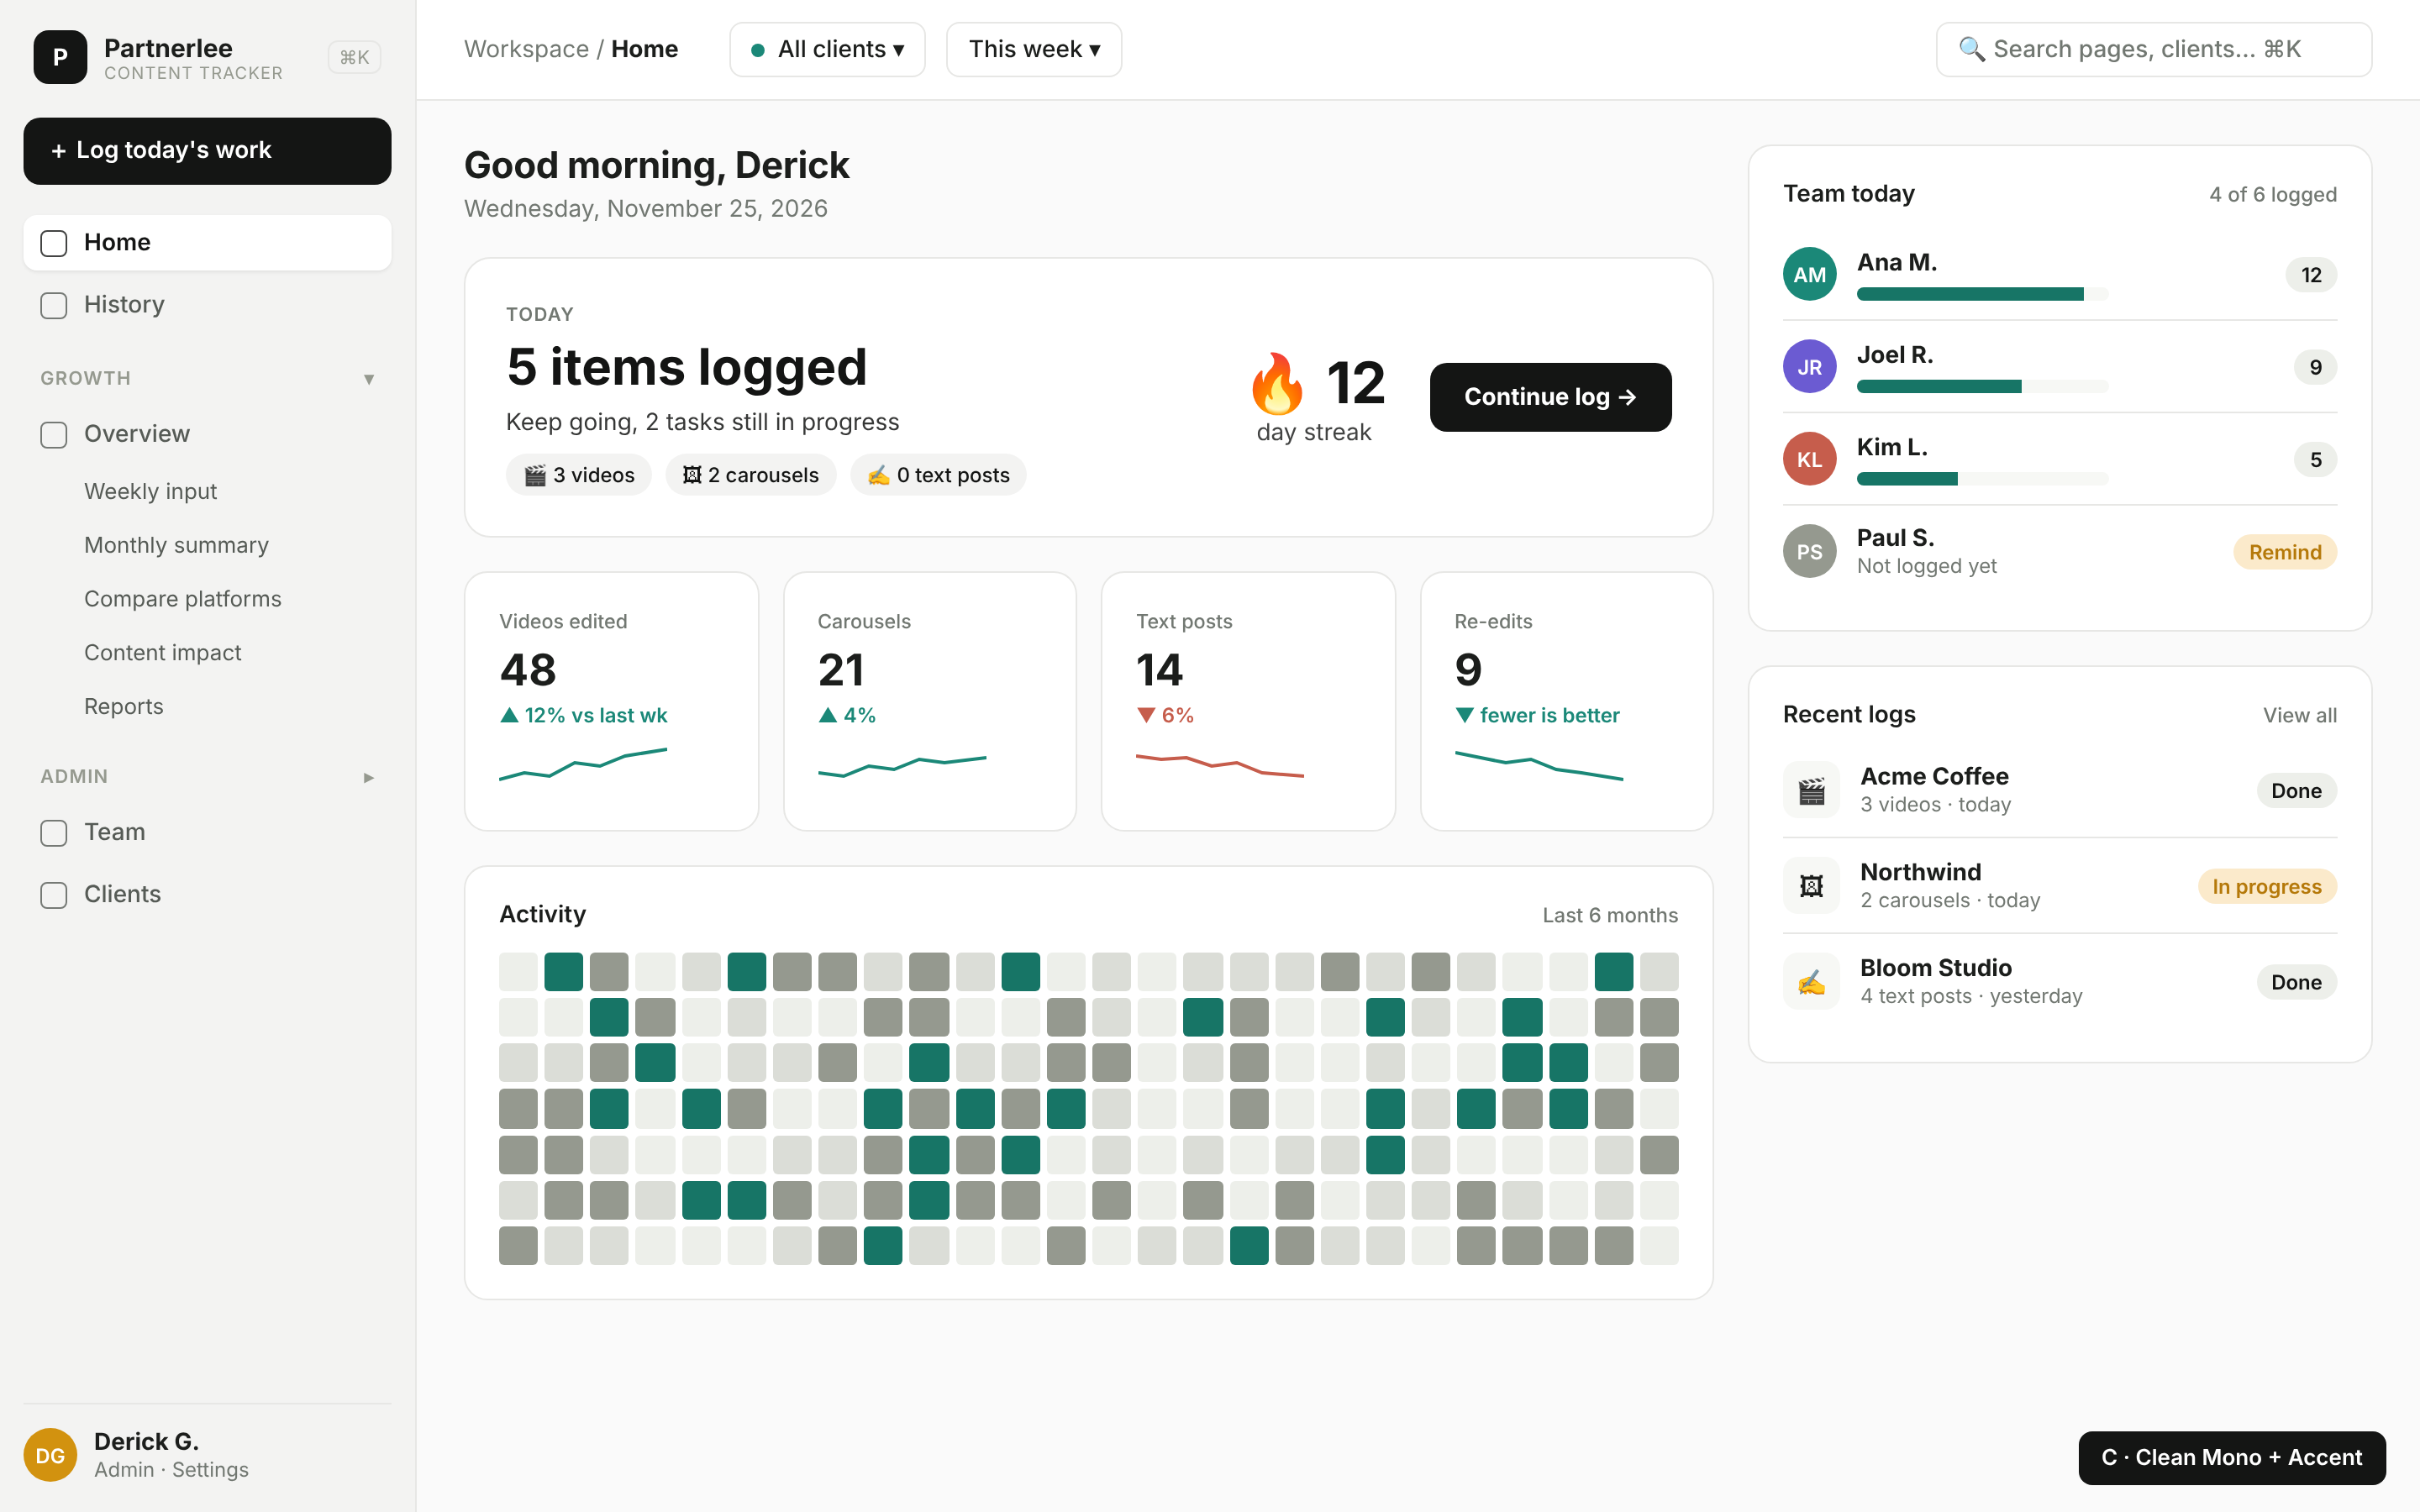 P
Partnerlee
CONTENT TRACKER
⌘K
+ Log today's work
Home
History
GROWTH ▼
Overview
Weekly input
Monthly summary
Compare platforms
Content impact
Reports
ADMIN ▶
Team
Clients
DG
Derick G.
Admin · Settings
Workspace / Home
All clients ▾
This week ▾
🔍 Search pages, clients... ⌘K
Good morning, Derick
Wednesday, November 25, 2026
TODAY
5 items logged
Keep going, 2 tasks still in progress
🎬 3 videos
🖼 2 carousels
✍️ 0 text posts
🔥 12
day streak
Continue log →
Videos edited
48
▲ 12% vs last wk
Carousels
21
▲ 4%
Text posts
14
▼ 6%
Re-edits
9
▼ fewer is better
Activity
Last 6 months
Team today
4 of 6 logged
AM
Ana M.
12
JR
Joel R.
9
KL
Kim L.
5
PS
Paul S.
Not logged yet
Remind
Recent logs
View all
Acme Coffee
3 videos · today
Done
Northwind
2 carousels · today
In progress
Bloom Studio
4 text posts · yesterday
Done
C · Clean Mono + Accent